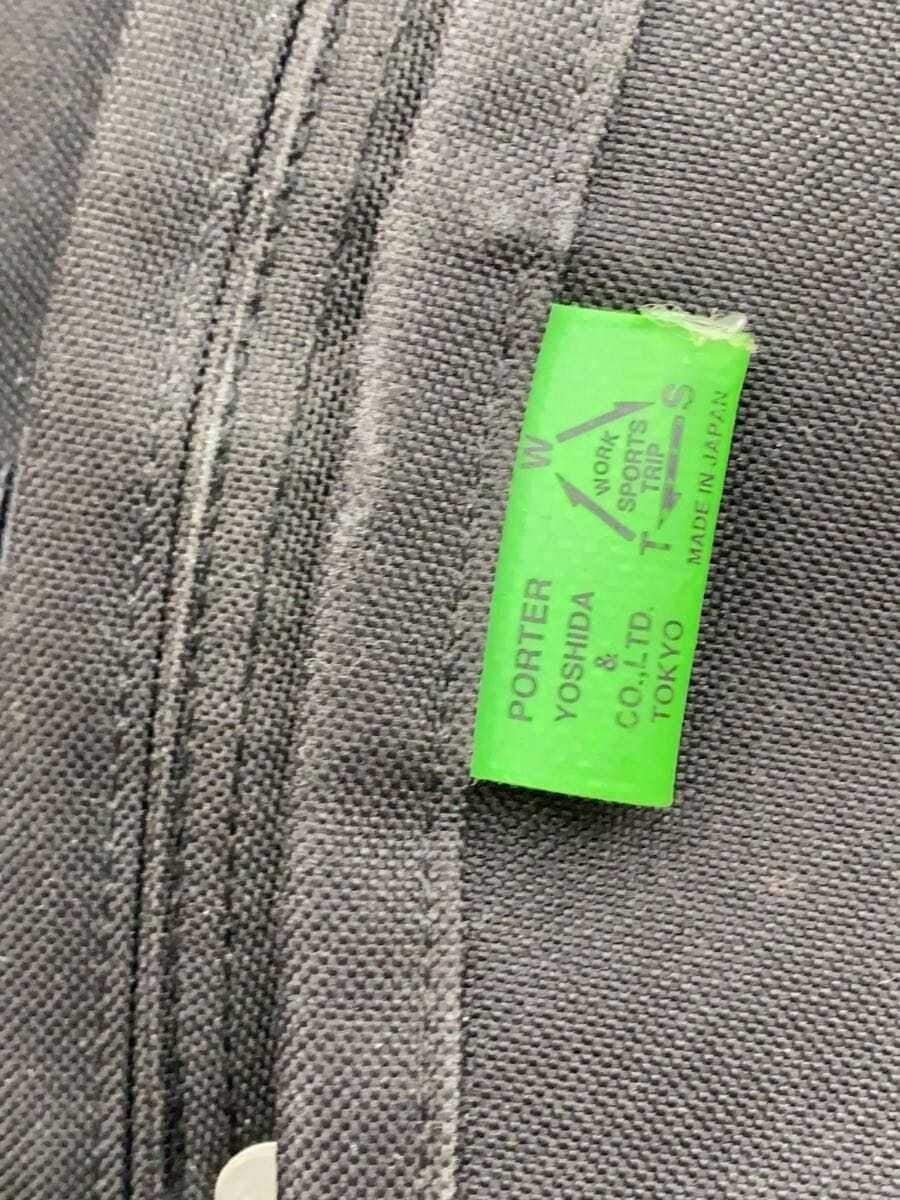 PORTER
YOSHIDA
&
CO.,LTD.
TOKYO
W
WORK
SPORTS
TRIP
T
S
MADE IN JAPAN